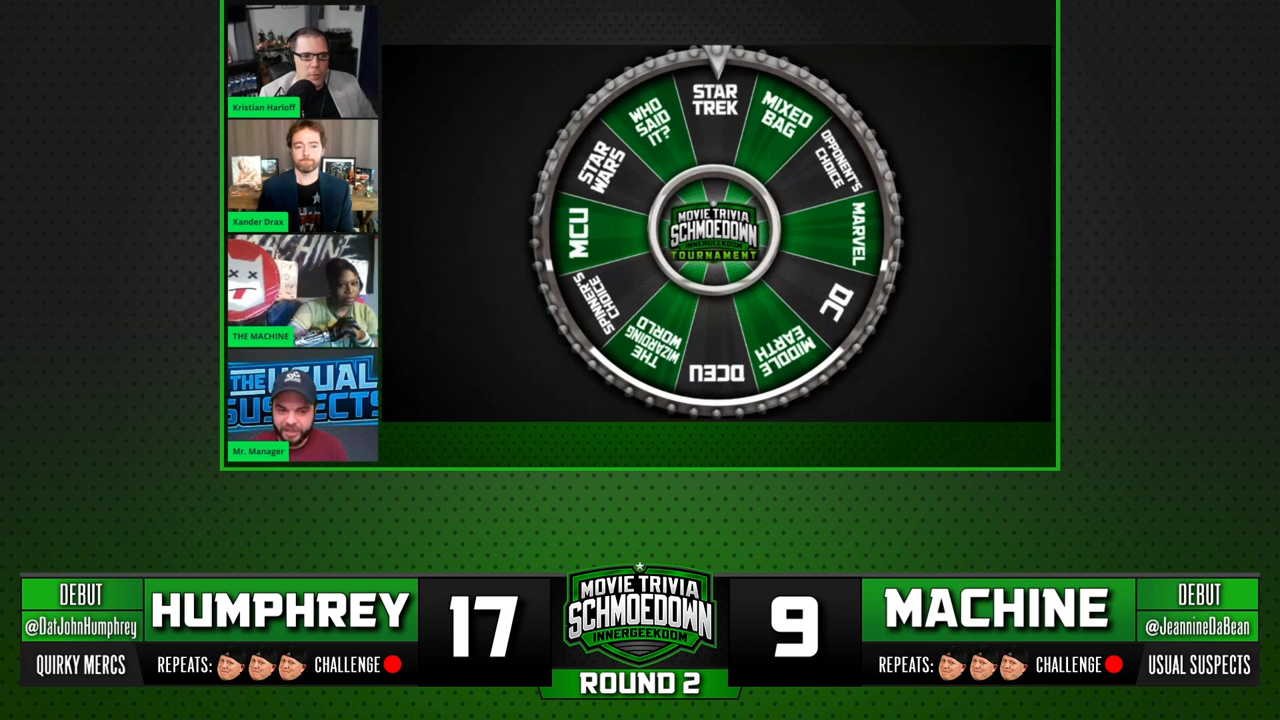 Kristian Harloff
Xander Drax
MACHINE
THE MACHINE
THE USUAL
SUSPECTS
Mr. Manager
STAR
TREK
MIXED
BAG
OPPONENT'S
CHOICE
MARVEL
DC
MIDDLE
EARTH
DCEU
THE
WIZARDING
WORLD
SPINNER'S
CHOICE
MCU
STAR
WARS
WHO
SAID
IT?
MOVIE TRIVIA
SCHMOEDOWN
INNERGEEKDOM
TOURNAMENT
DEBUT
@DatJohnHumphrey
QUIRKY MERCS
HUMPHREY
REPEATS:
CHALLENGE
17
MOVIE TRIVIA
SCHMOEDOWN
INNERGEEKDOM
ROUND 2
9
MACHINE
REPEATS:
CHALLENGE
DEBUT
@JeannineDaBean
USUAL SUSPECTS